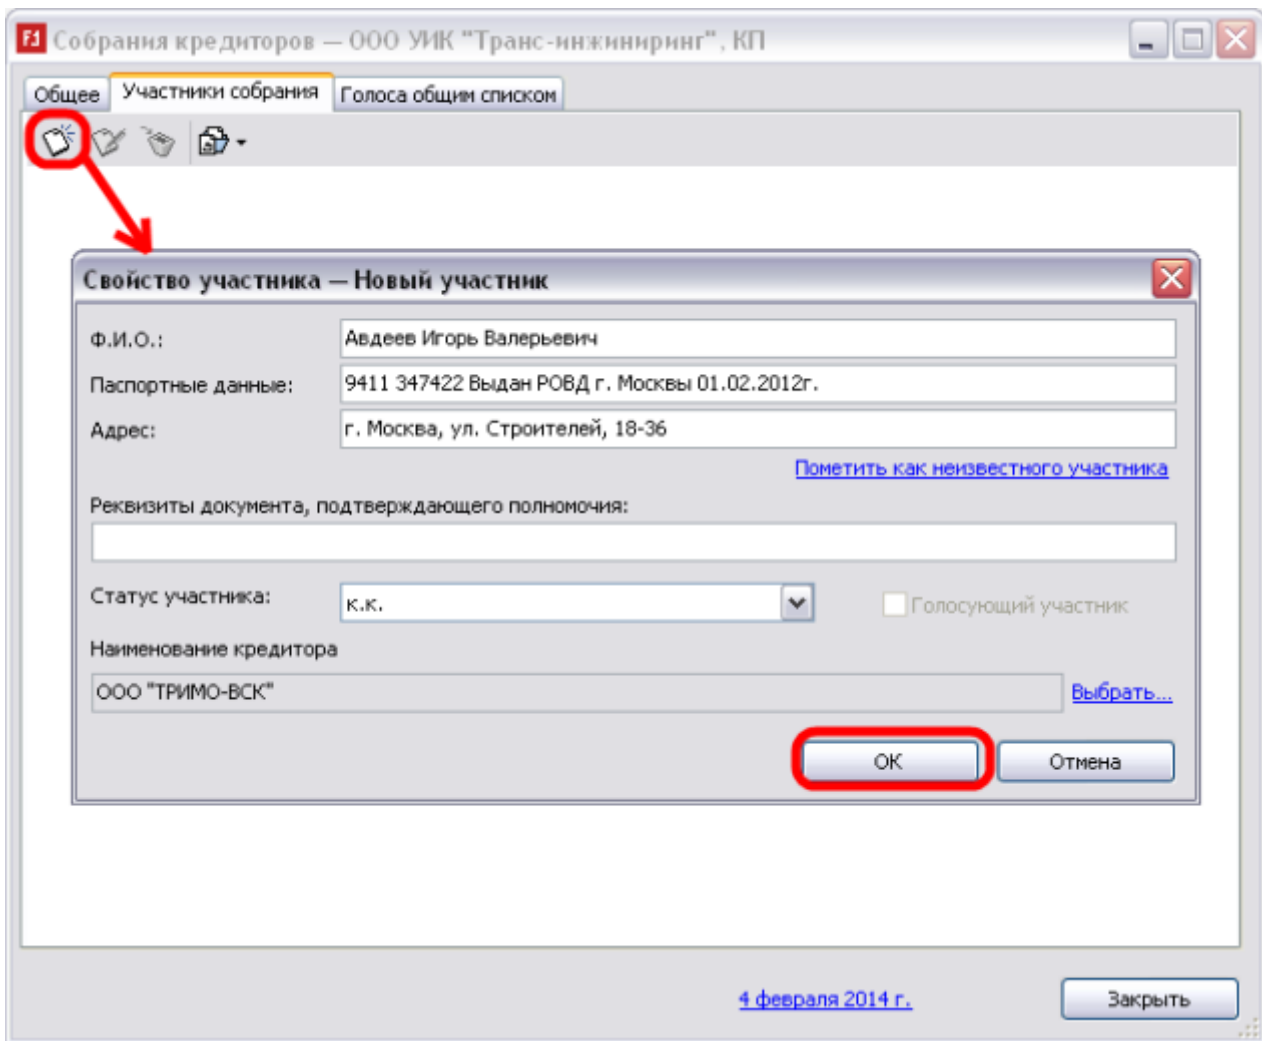 F1 Собрания кредиторов — ООО УИК "Транс-инжиниринг", КП
Общее Участники собрания Голоса общим списком
Свойство участника — Новый участник
Ф.И.О.: Авдеев Игорь Валерьевич
Паспортные данные: 9411 347422 Выдан РОВД г. Москвы 01.02.2012г.
Адрес: г. Москва, ул. Строителей, 18-36
Пометить как неизвестного участника
Реквизиты документа, подтверждающего полномочия:
Статус участника: к.к. Голосующий участник
Наименование кредитора
ООО "ТРИМО-ВСК" Выбрать...
ОК Отмена
4 февраля 2014 г. Закрыть